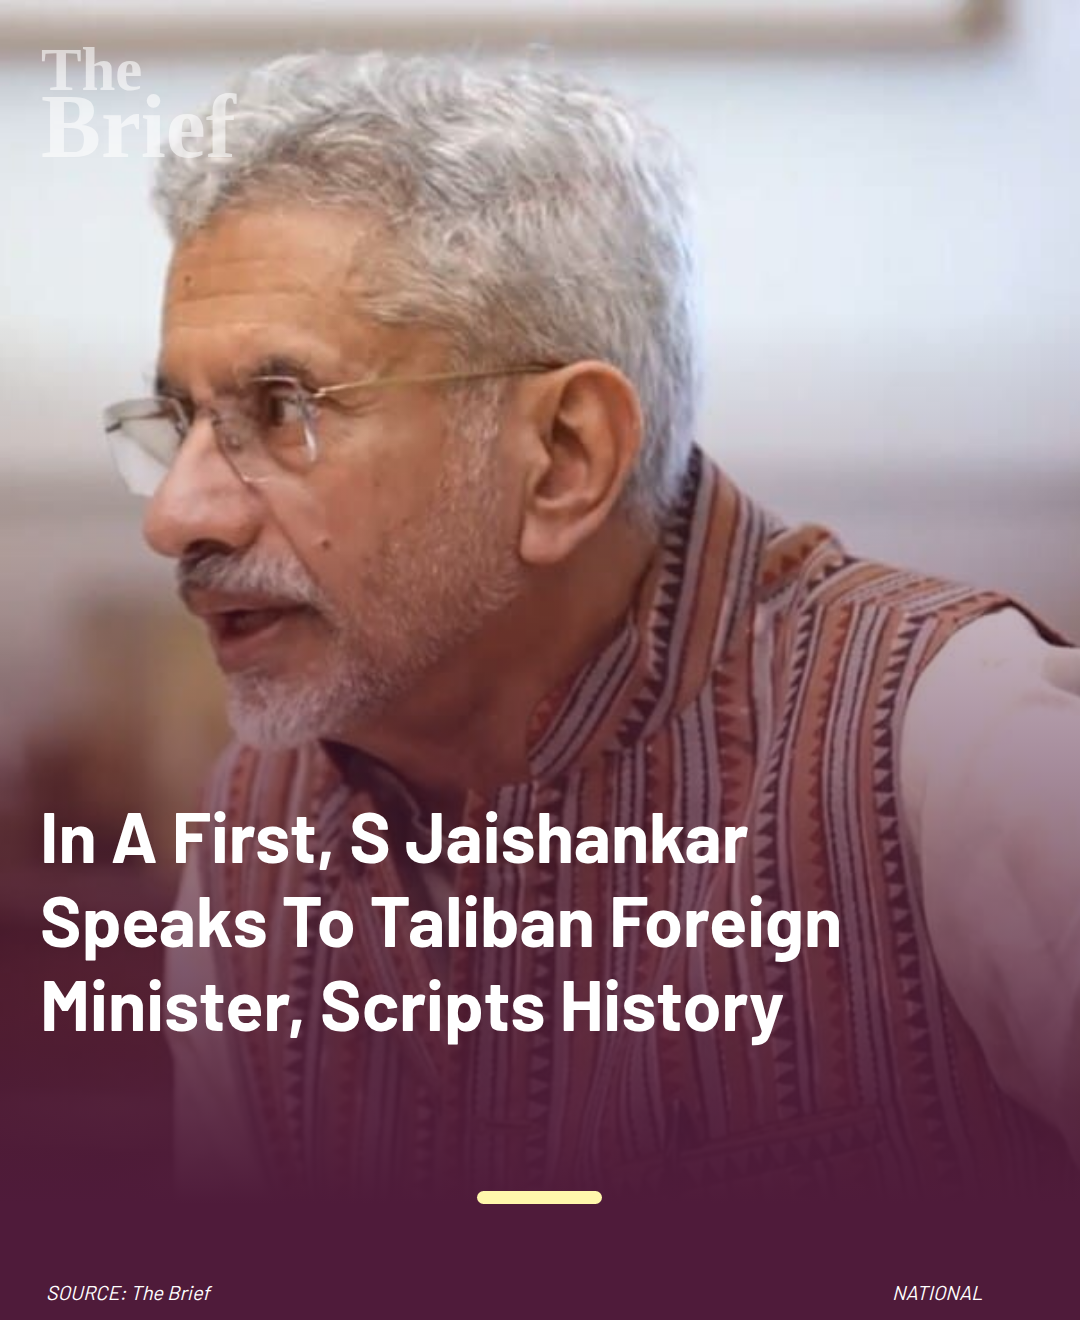 The
Brief
In A First, S Jaishankar
Speaks To Taliban Foreign
Minister, Scripts History
SOURCE: The Brief
NATIONAL